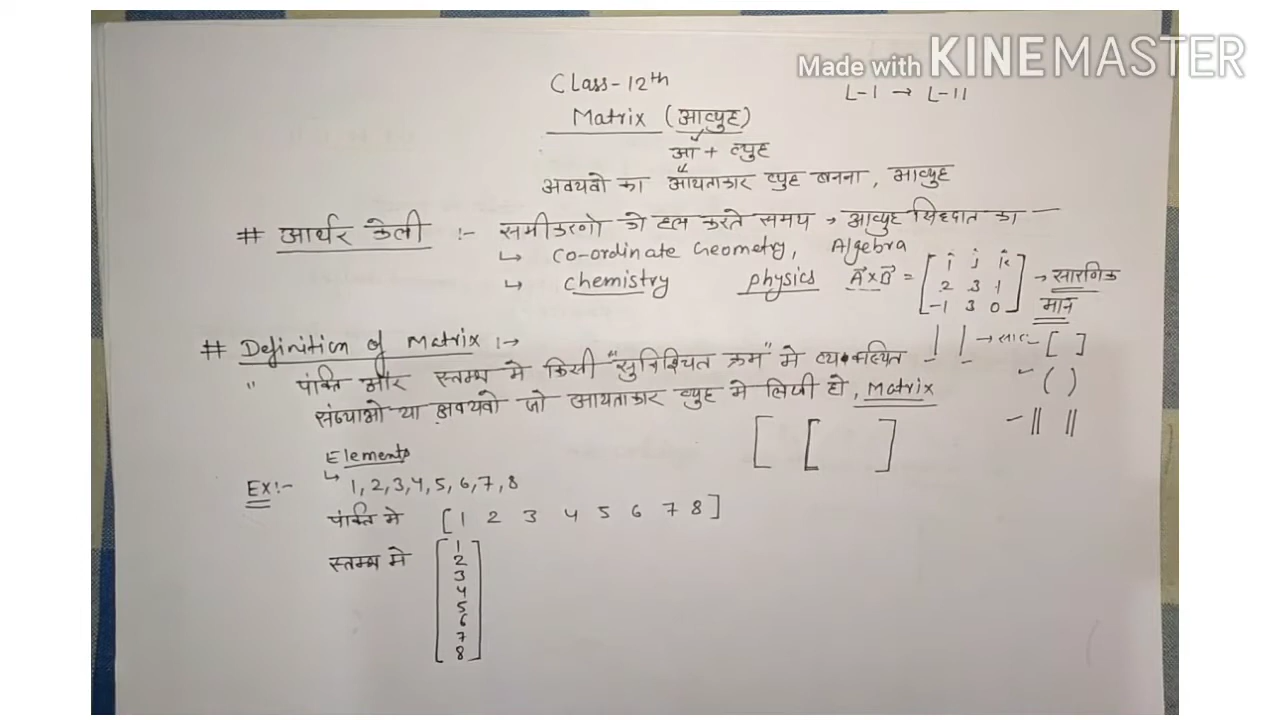 Made with KINEMASTER
Class-12th
L-I → L-II
Matrix (आव्युह)
आ + व्युह
अवयवो का आयताकार व्युह बनना, आव्युह
# आर्थर केली :- समीकरणो को हल करते समय → आव्युह सिद्दात का
↳ Co-ordinate Geometry, Algebra
↳ chemistry physics A⃗×B⃗ = [ i j k
2 3 1
-1 3 0 ] → सारणिक
मान
# Definition of Matrix :→
| | → सार- [ ]
" पंक्ति और स्तम्भ मे किसी "सुनिश्चित क्रम" मे व्यवस्थित
( )
संख्याओ या अवयवो जो आयताकार व्युह मे लिखी हो, Matrix
|| ||
[ [ ]
Elements
Ex:- ↳ 1, 2, 3, 4, 5, 6, 7, 8
पंक्ति मे [1 2 3 4 5 6 7 8]
स्तम्भ मे [1
2
3
4
5
6
7
8]